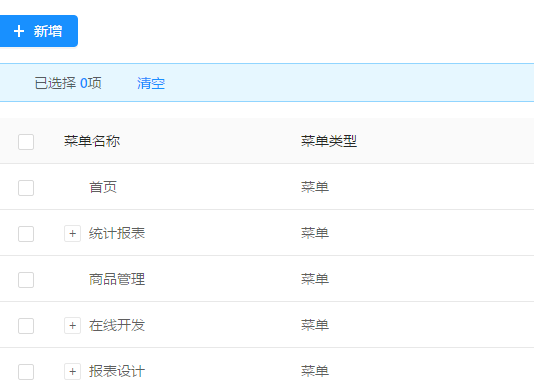 + 新增
已选择 0项 清空
菜单名称 菜单类型
首页 菜单
+ 统计报表 菜单
商品管理 菜单
+ 在线开发 菜单
+ 报表设计 菜单